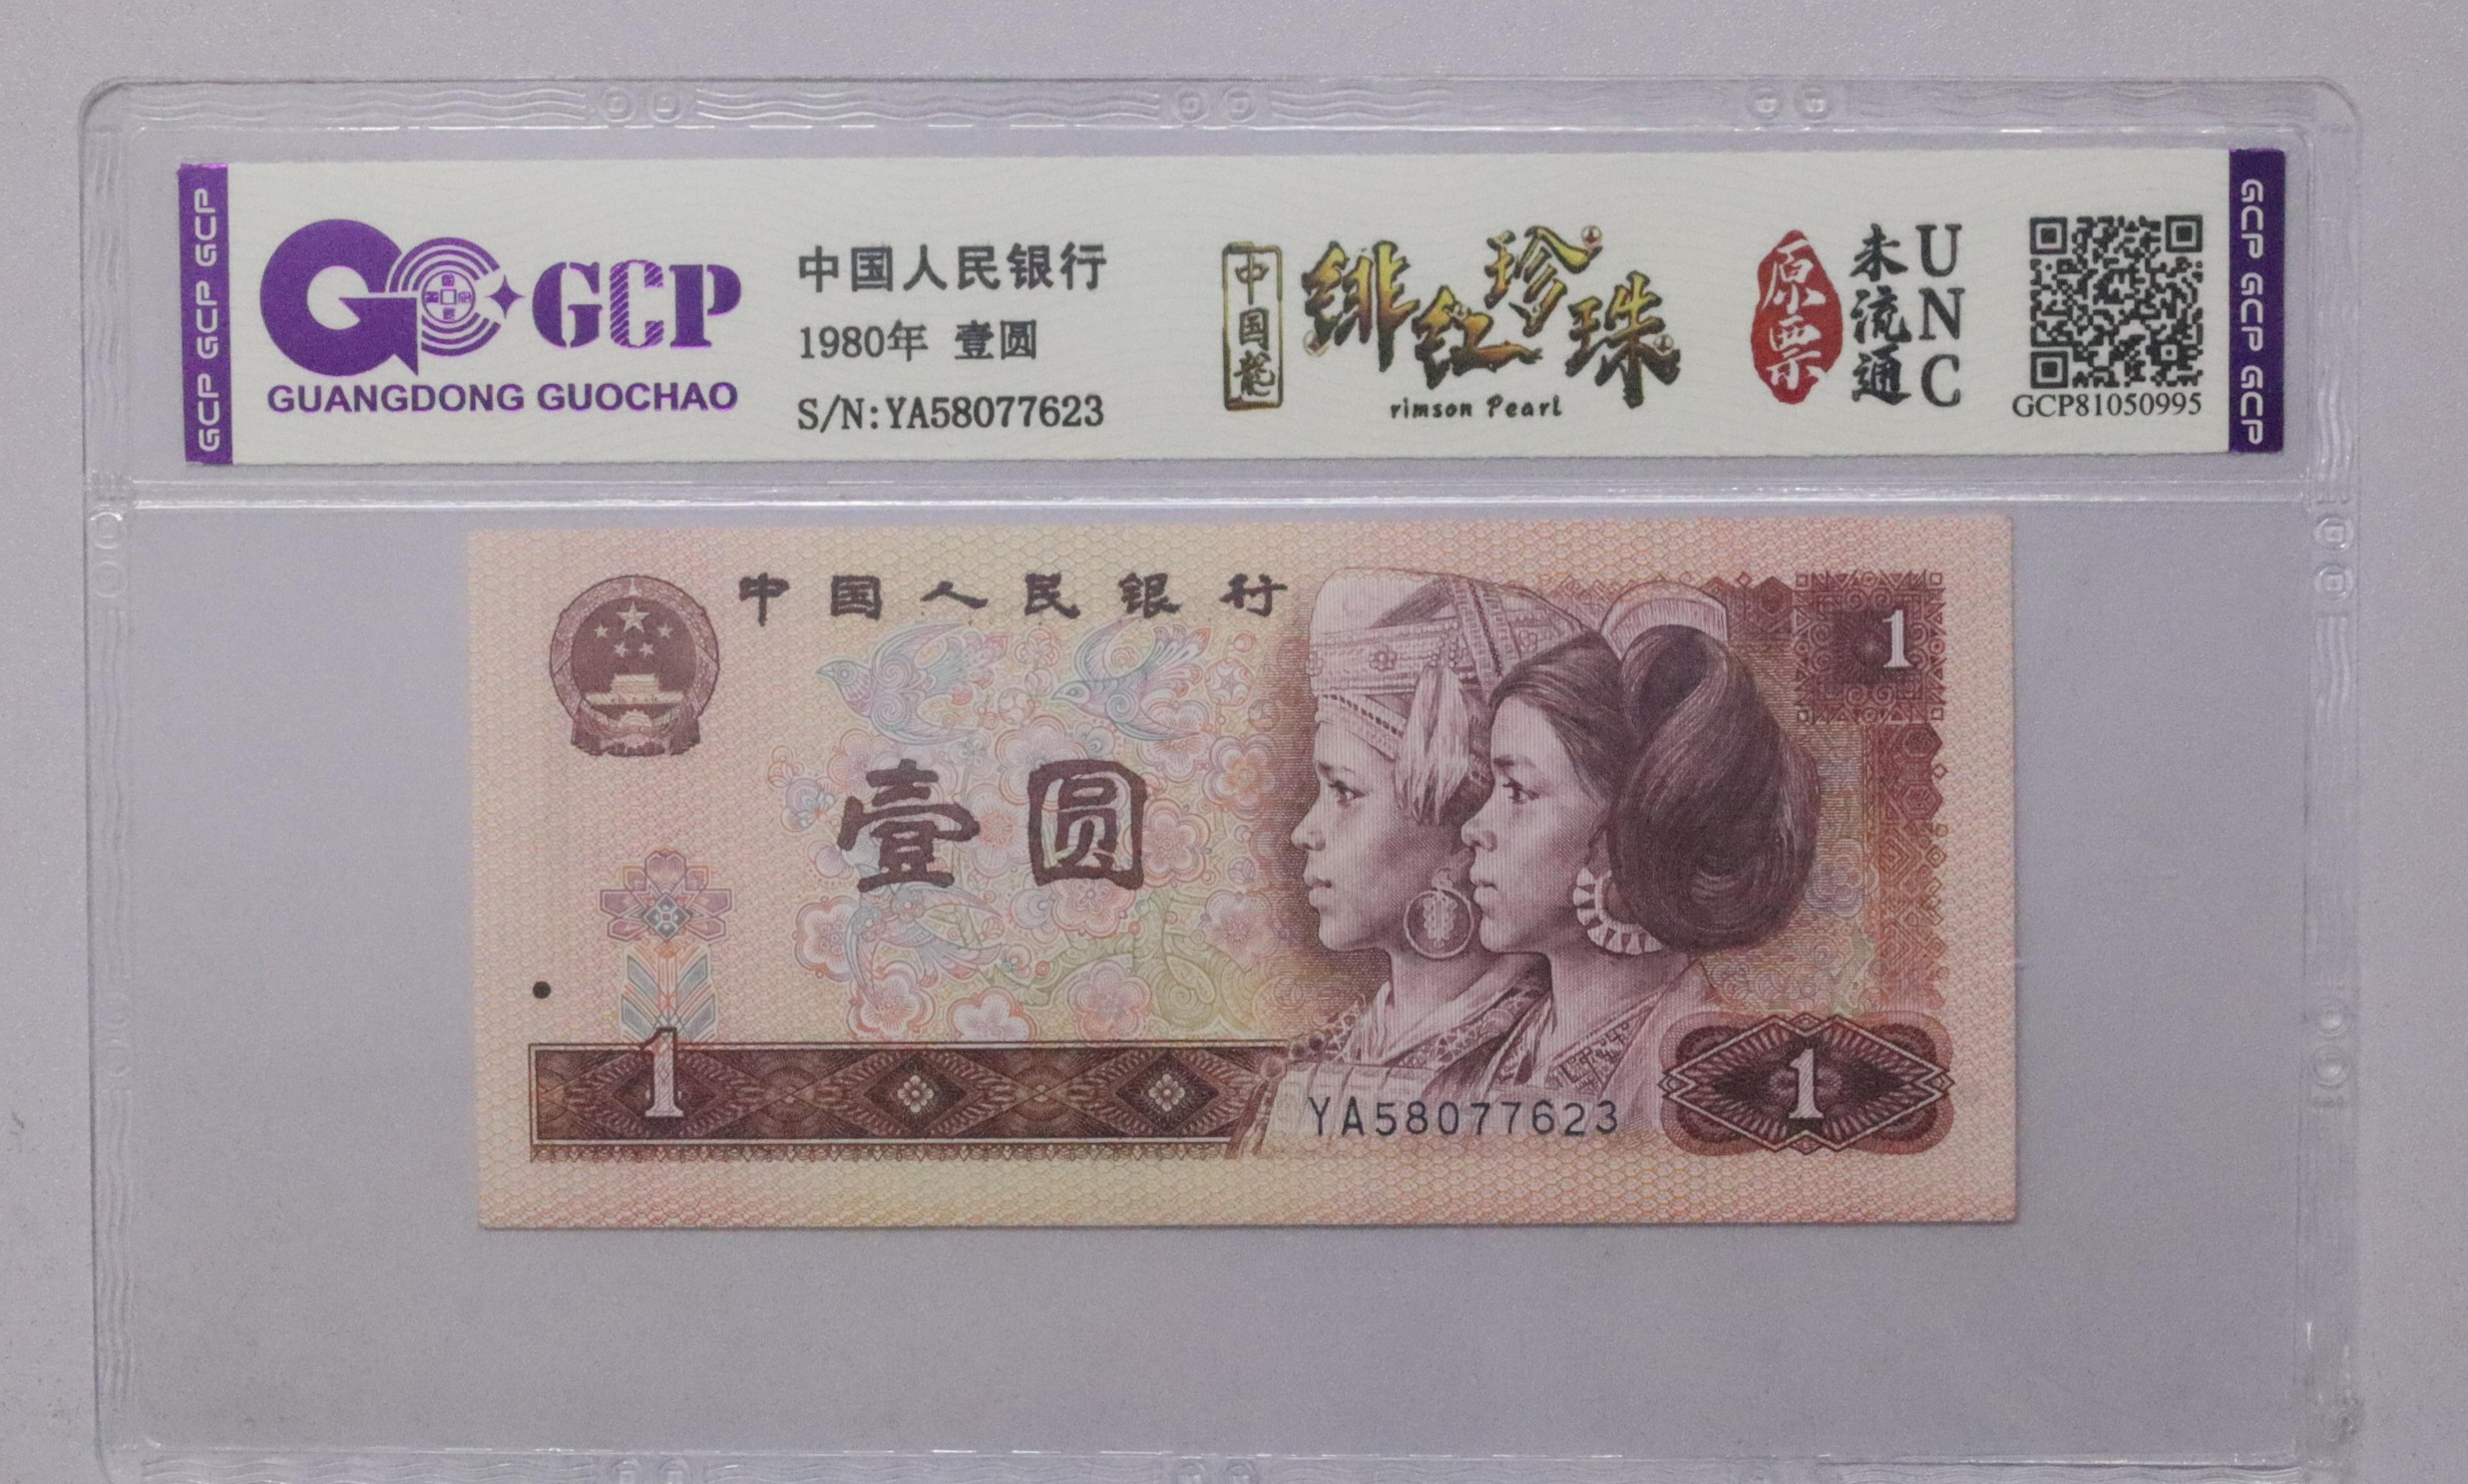 GCP GCP GCP
GCP
GUANGDONG GUOCHAO
中国人民银行
1980年 壹圆
S/N:YA58077623
中国龍
绯红珍珠
rimson Pearl
原票
未流通
UNC
GCP81050995
GCP GCP GCP
中国人民银行
1
壹圆
1
YA58077623
1